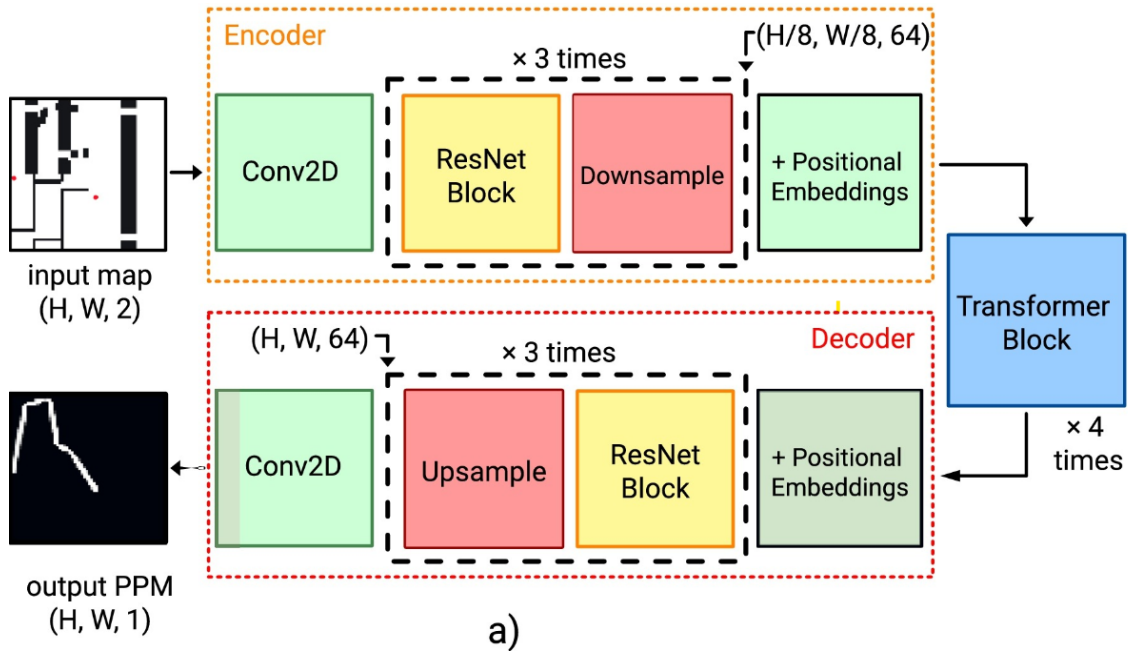 Encoder
× 3 times
(H/8, W/8, 64)
Conv2D
ResNet
Block
Downsample
+ Positional
Embeddings
input map
(H, W, 2)
Transformer
Block
× 4
times
Decoder
(H, W, 64)
× 3 times
Conv2D
Upsample
ResNet
Block
+ Positional
Embeddings
output PPM
(H, W, 1)
a)